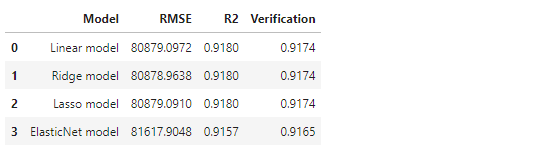 Model RMSE R2 Verification
0 Linear model 80879.0972 0.9180 0.9174
1 Ridge model 80878.9638 0.9180 0.9174
2 Lasso model 80879.0910 0.9180 0.9174
3 ElasticNet model 81617.9048 0.9157 0.9165